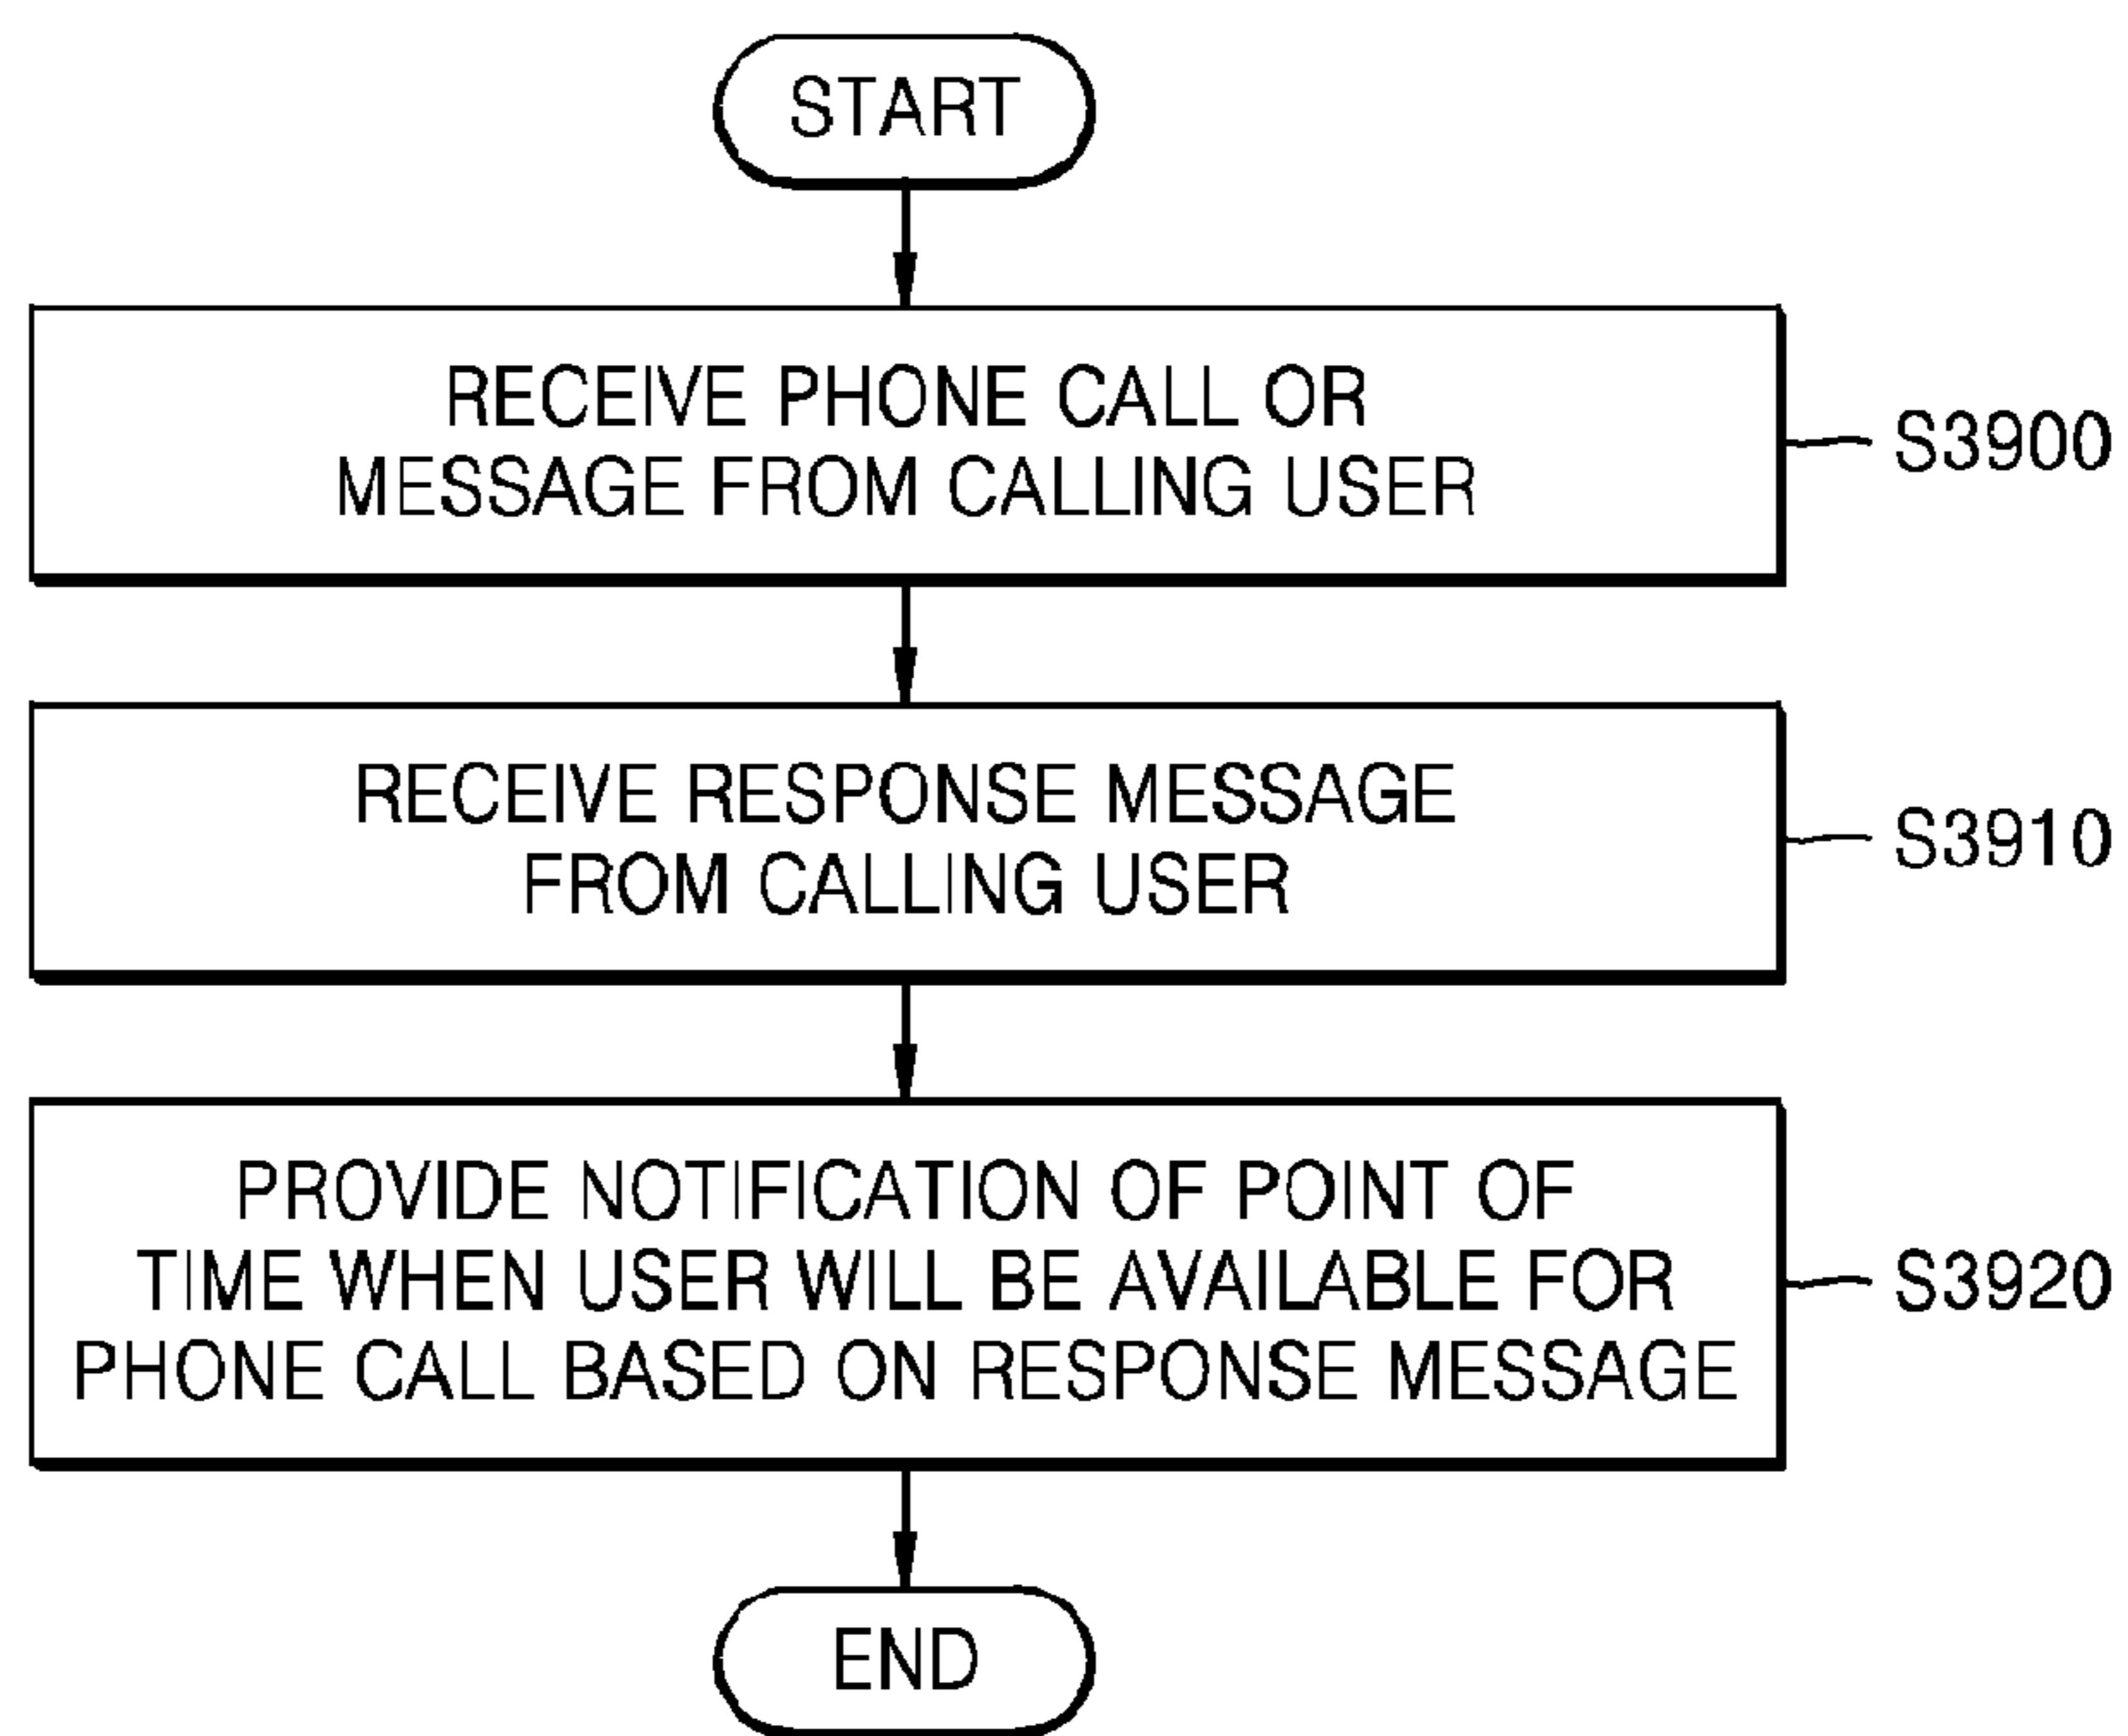 START
RECEIVE PHONE CALL OR
MESSAGE FROM CALLING USER
S3900
RECEIVE RESPONSE MESSAGE
FROM CALLING USER
S3910
PROVIDE NOTIFICATION OF POINT OF
TIME WHEN USER WILL BE AVAILABLE FOR
PHONE CALL BASED ON RESPONSE MESSAGE
S3920
END